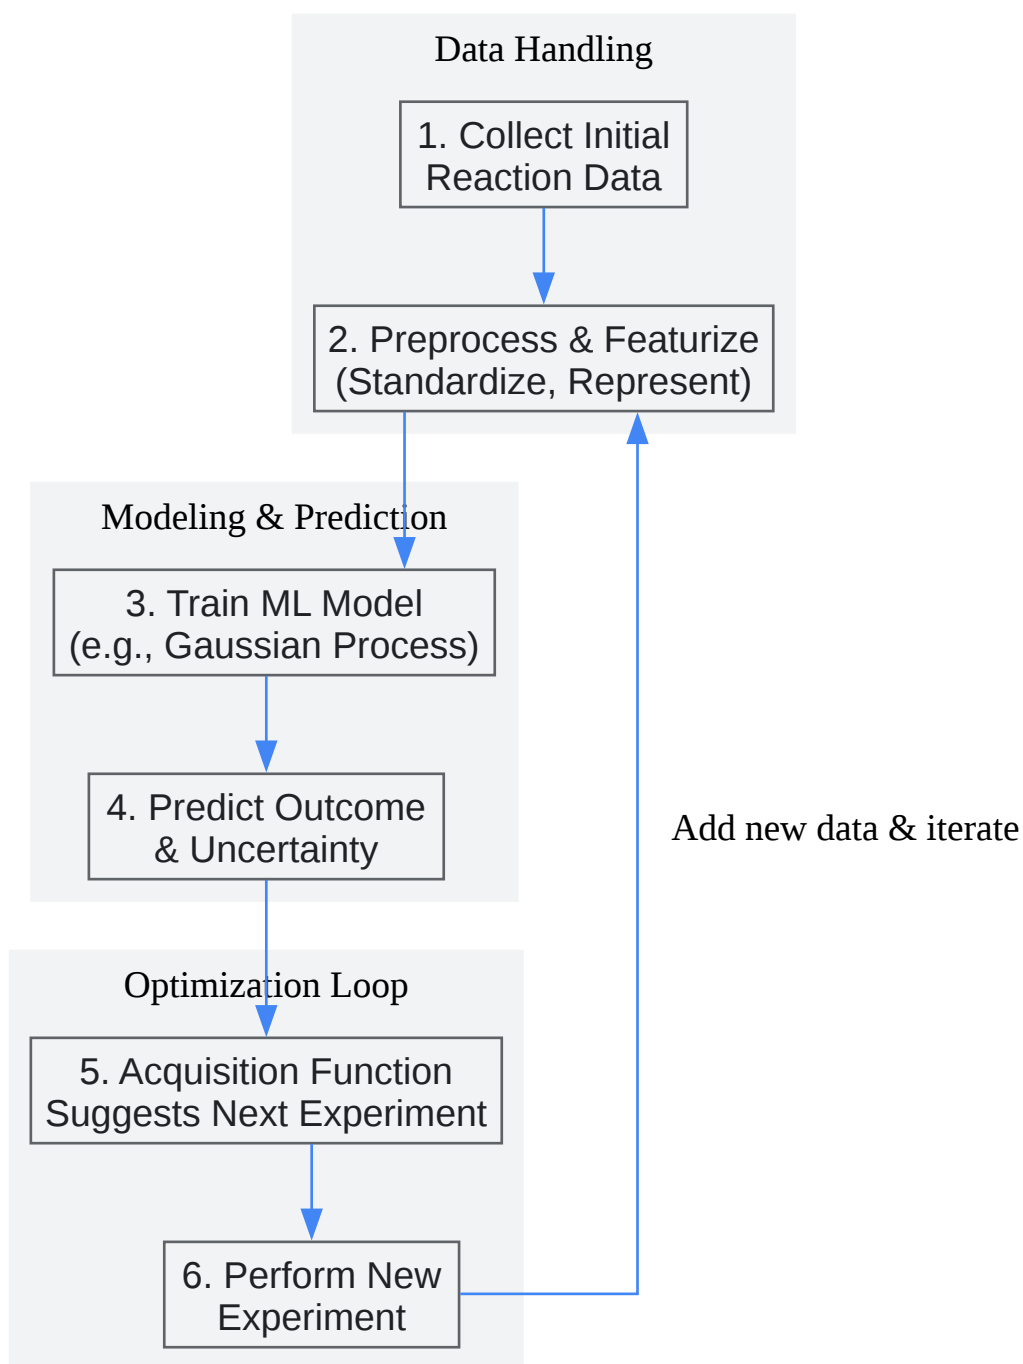 Data Handling
1. Collect Initial
Reaction Data
2. Preprocess & Featurize
(Standardize, Represent)
Modeling & Prediction
3. Train ML Model
(e.g., Gaussian Process)
4. Predict Outcome
& Uncertainty
Add new data & iterate
Optimization Loop
5. Acquisition Function
Suggests Next Experiment
6. Perform New
Experiment